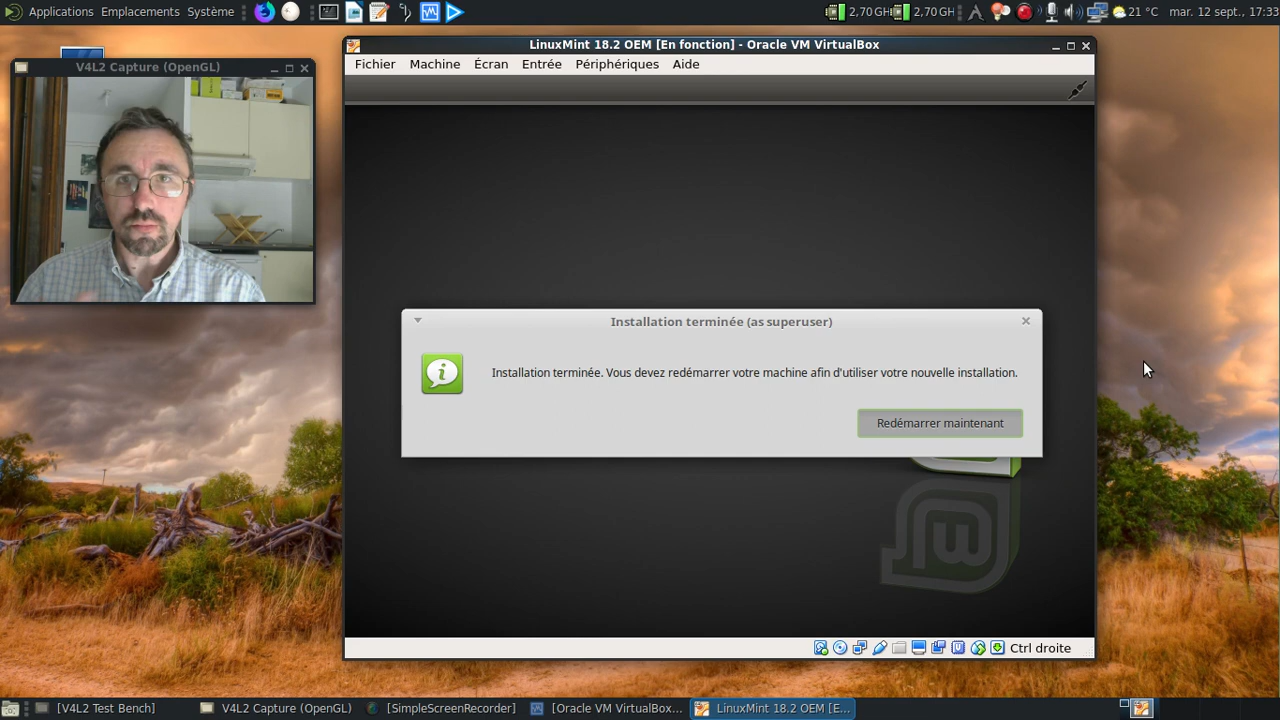 Applications Emplacements Système
2,70 GH 2,70 GH 21 °C mar. 12 sept., 17:33
V4L2 Capture (OpenGL)
LinuxMint 18.2 OEM [En fonction] - Oracle VM VirtualBox
Fichier Machine Écran Entrée Périphériques Aide
Installation terminée (as superuser)
Installation terminée. Vous devez redémarrer votre machine afin d'utiliser votre nouvelle installation.
Redémarrer maintenant
Ctrl droite
[V4L2 Test Bench] V4L2 Capture (OpenGL) [SimpleScreenRecorder] [Oracle VM VirtualBox... LinuxMint 18.2 OEM [E...